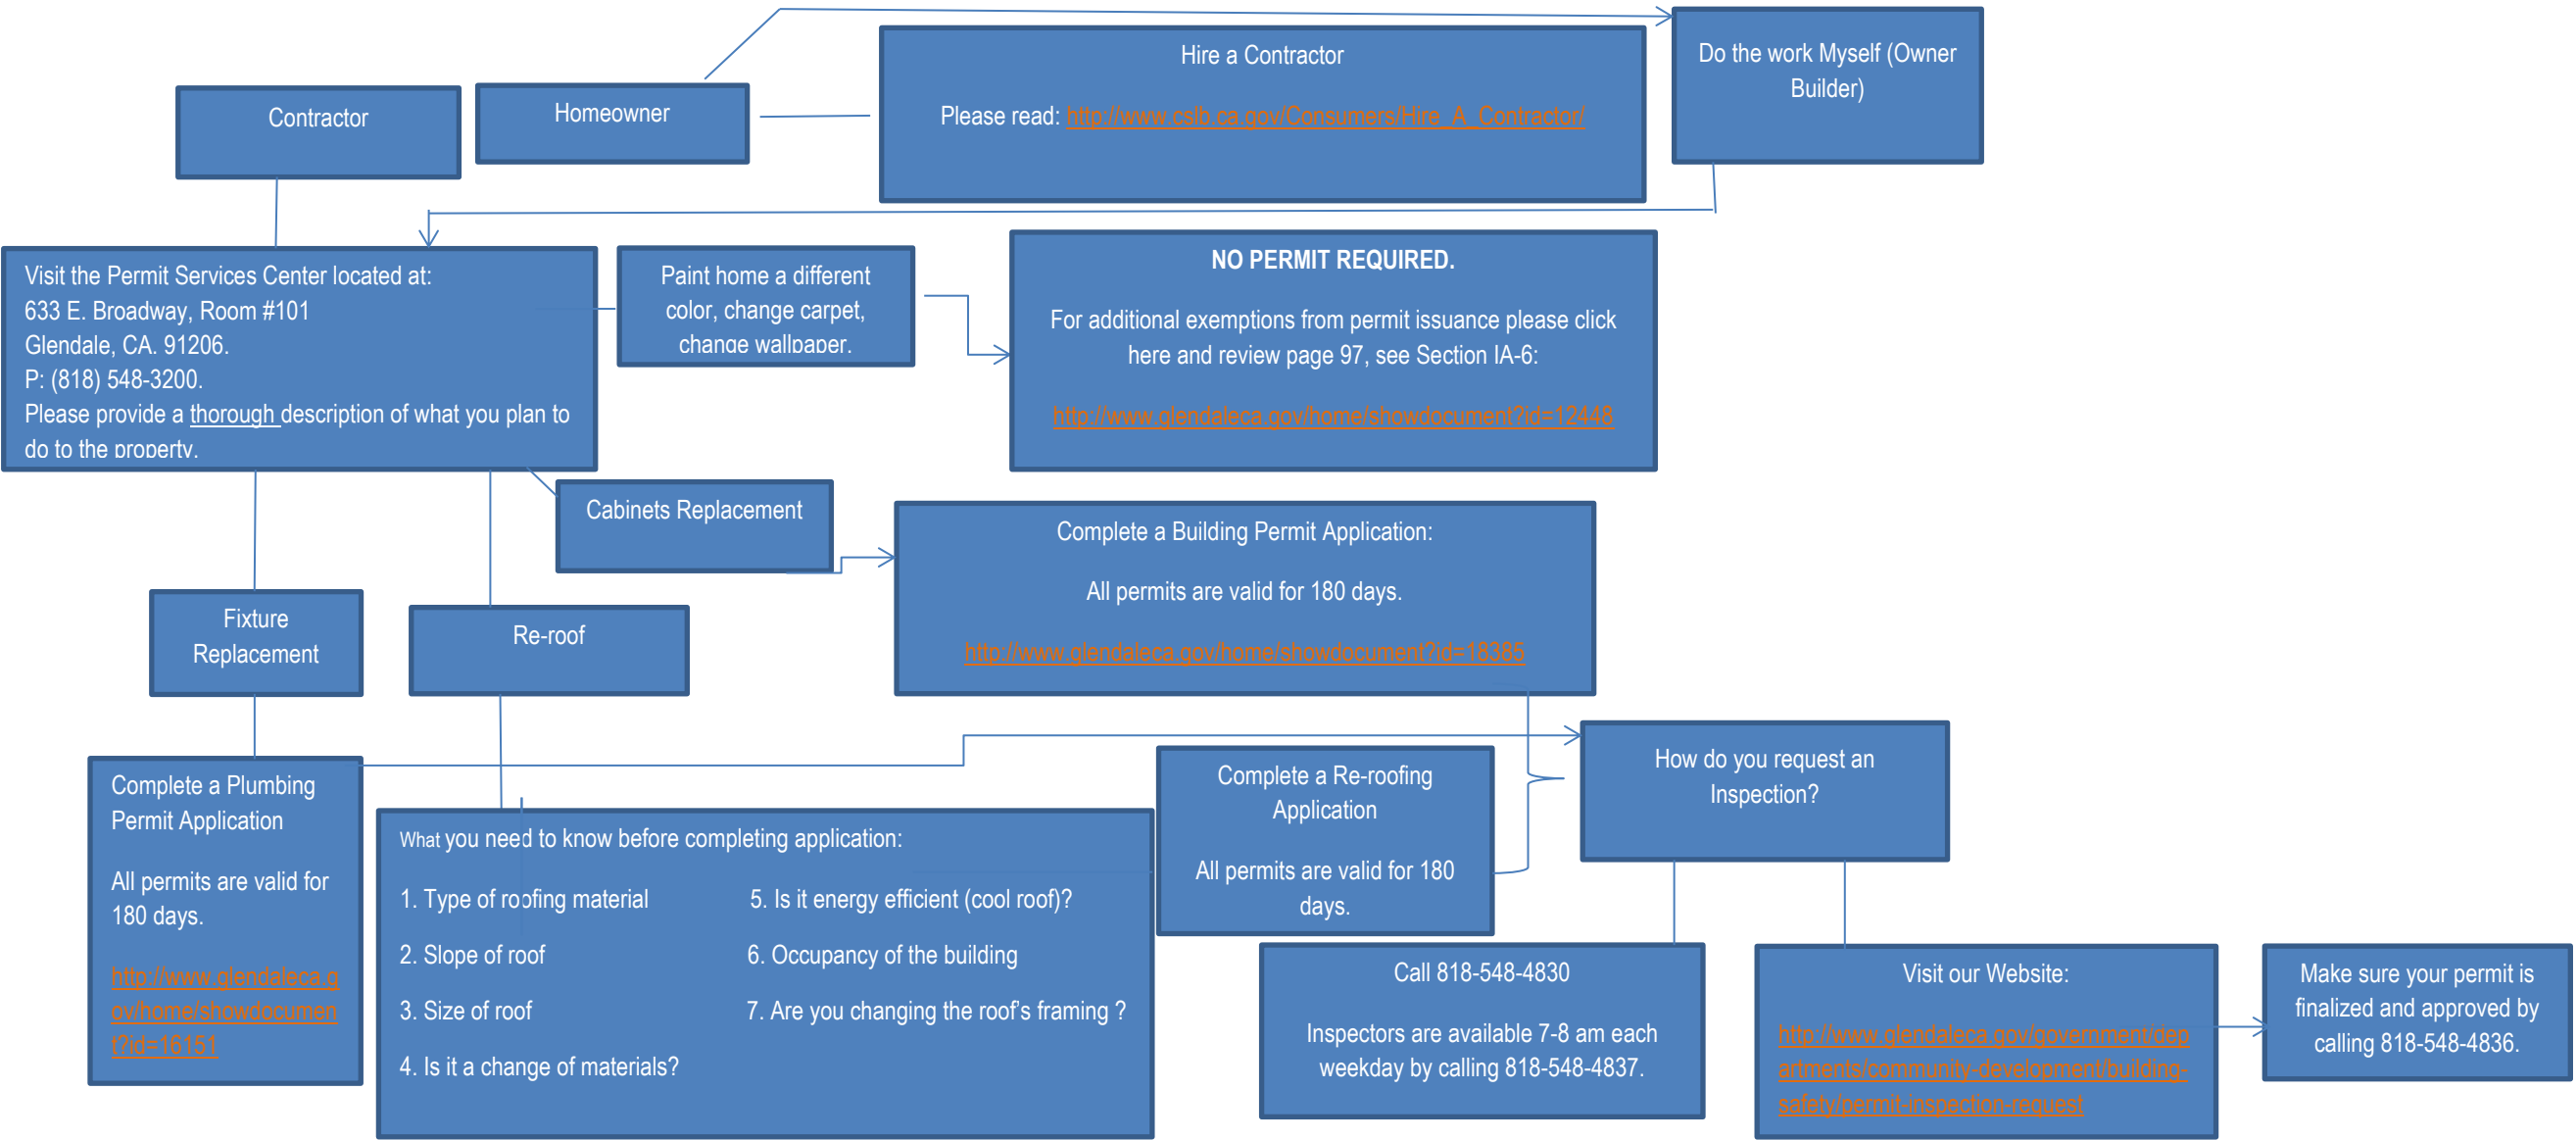 Contractor
Homeowner
Hire a Contractor
Please read: http://www.cslb.ca.gov/Consumers/Hire_A_Contractor/
Do the work Myself (Owner
Builder)
Visit the Permit Services Center located at:
633 E. Broadway, Room #101
Glendale, CA. 91206.
P: (818) 548-3200.
Please provide a thorough description of what you plan to
do to the property.
Paint home a different
color, change carpet,
change wallpaper.
NO PERMIT REQUIRED.
For additional exemptions from permit issuance please click
here and review page 97, see Section IA-6:
http://www.glendaleca.gov/home/showdocument?id=12448
Cabinets Replacement
Complete a Building Permit Application:
All permits are valid for 180 days.
http://www.glendaleca.gov/home/showdocument?id=18385
Fixture
Replacement
Re-roof
Complete a Plumbing
Permit Application
All permits are valid for
180 days.
http://www.glendaleca.g
ov/home/showdocumen
t?id=16151
What you need to know before completing application:
1. Type of roofing material 5. Is it energy efficient (cool roof)?
2. Slope of roof 6. Occupancy of the building
3. Size of roof 7. Are you changing the roof's framing ?
4. Is it a change of materials?
Complete a Re-roofing
Application
All permits are valid for 180
days.
How do you request an
Inspection?
Call 818-548-4830
Inspectors are available 7-8 am each
weekday by calling 818-548-4837.
Visit our Website:
http://www.glendaleca.gov/government/dep
artments/community-development/building-
safety/permit-inspection-request
Make sure your permit is
finalized and approved by
calling 818-548-4836.